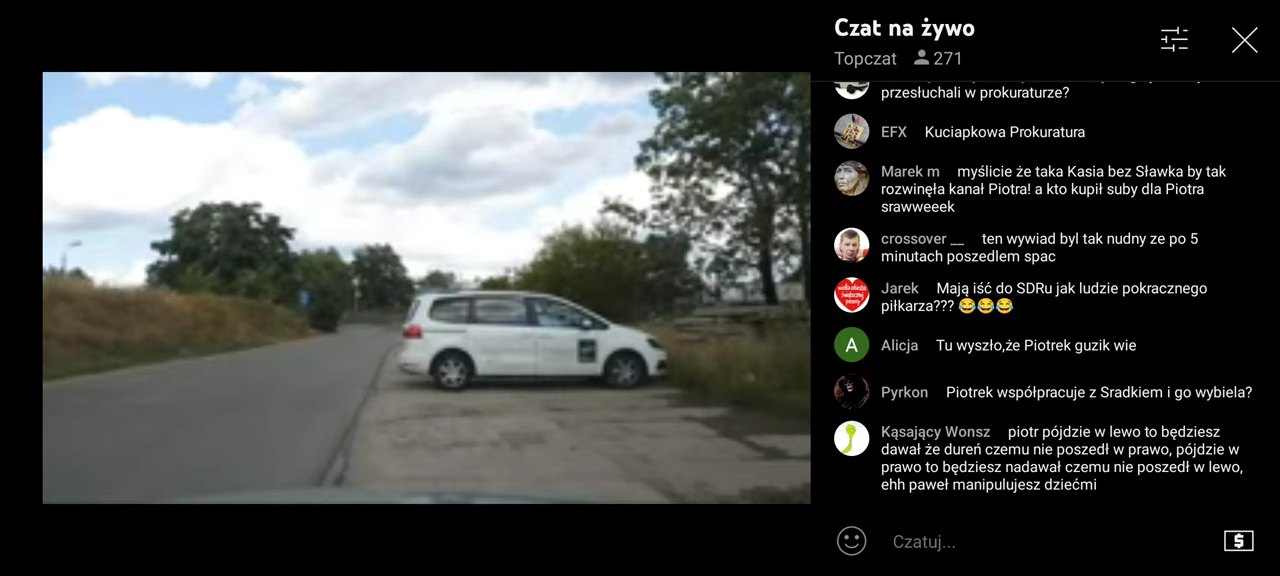 Czat na żywo
Topczat 271
przesłuchali w prokuraturze?
EFX Kuciapkowa Prokuratura
Marek m myślicie że taka Kasia bez Sławka by tak
rozwinęła kanał Piotra! a kto kupił suby dla Piotra
srawweeek
crossover __ ten wywiad byl tak nudny ze po 5
minutach poszedlem spac
Jarek Mają iść do SDRu jak ludzie pokracznego
piłkarza??? 😂😂😂
A Alicja Tu wyszło,że Piotrek guzik wie
Pyrkon Piotrek współpracuje z Sradkiem i go wybiela?
Kąsający Wonsz piotr pójdzie w lewo to będziesz
dawał że dureń czemu nie poszedł w prawo, pójdzie w
prawo to będziesz nadawał czemu nie poszedł w lewo,
ehh paweł manipulujesz dziećmi
Czatuj...
$